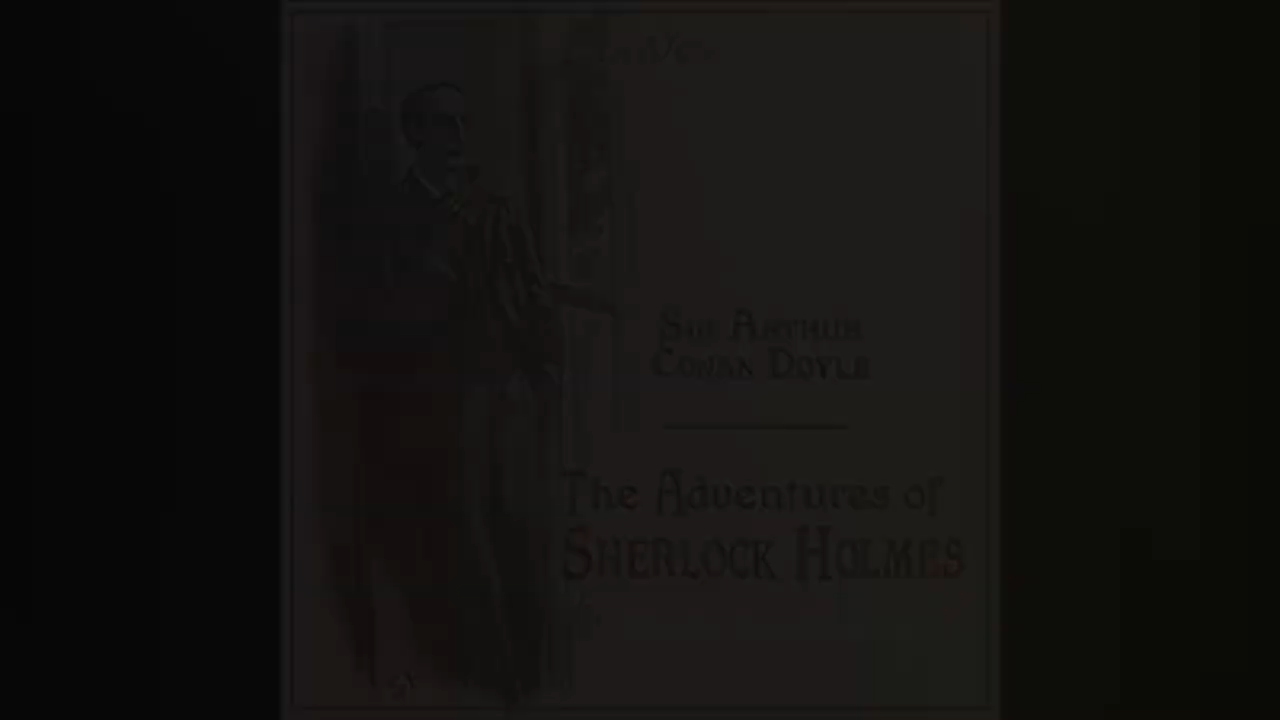 Sir Arthur
Conan Doyle
The Adventures of
Sherlock Holmes